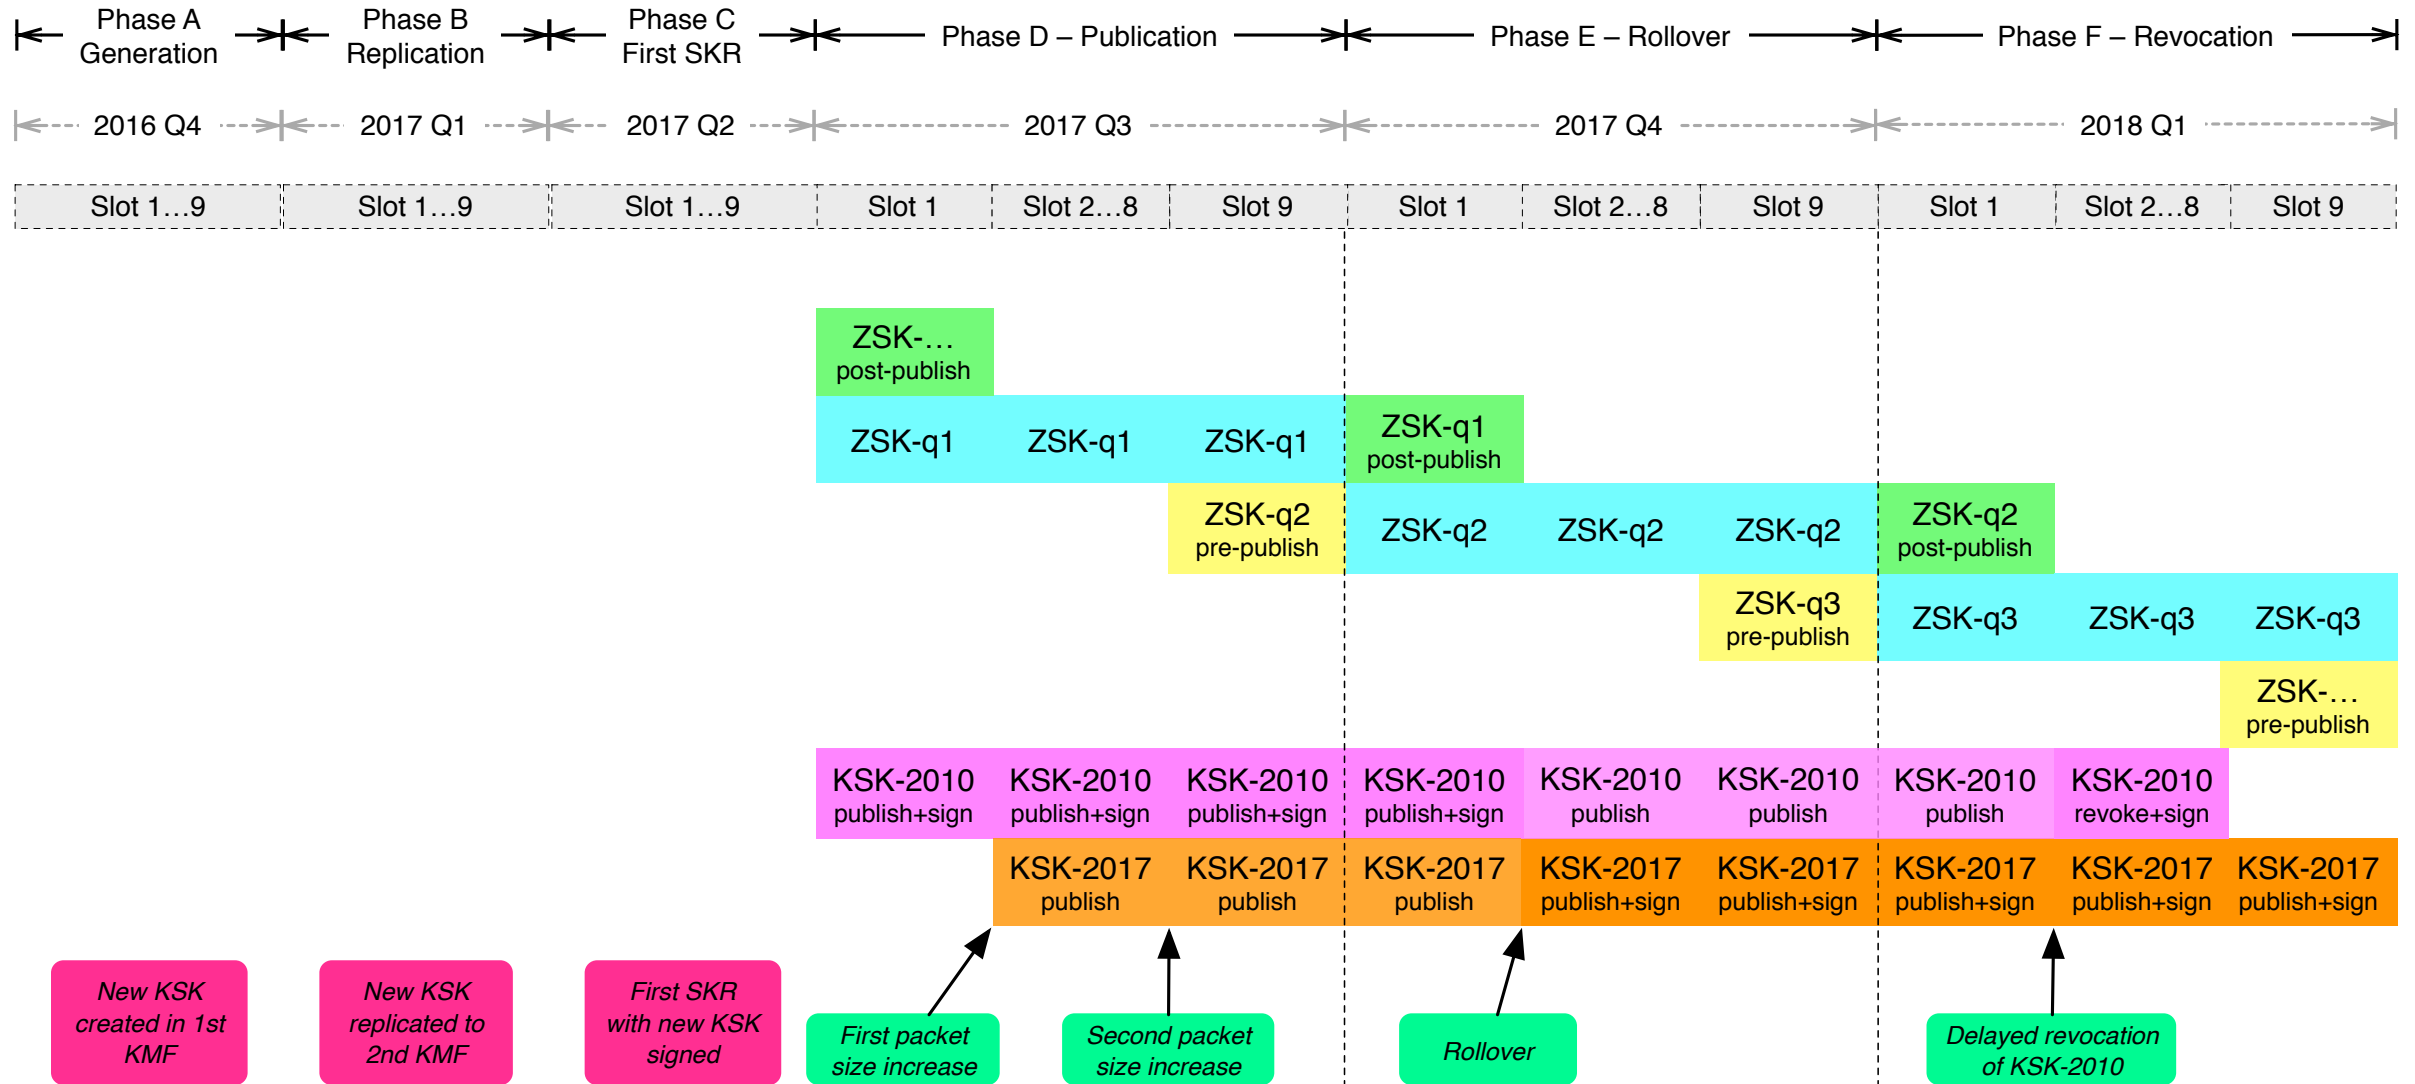 Phase A
Generation
Phase B
Replication
Phase C
First SKR
Phase D – Publication
Phase E – Rollover
Phase F – Revocation
2016 Q4
2017 Q1
2017 Q2
2017 Q3
2017 Q4
2018 Q1
Slot 1…9
Slot 1…9
Slot 1…9
Slot 1
Slot 2…8
Slot 9
Slot 1
Slot 2…8
Slot 9
Slot 1
Slot 2…8
Slot 9
ZSK-…
post-publish
ZSK-q1
ZSK-q1
ZSK-q1
ZSK-q1
post-publish
ZSK-q2
pre-publish
ZSK-q2
ZSK-q2
ZSK-q2
ZSK-q2
post-publish
ZSK-q3
pre-publish
ZSK-q3
ZSK-q3
ZSK-q3
ZSK-…
pre-publish
KSK-2010
publish+sign
KSK-2010
publish+sign
KSK-2010
publish+sign
KSK-2010
publish+sign
KSK-2010
publish
KSK-2010
publish
KSK-2010
publish
KSK-2010
revoke+sign
KSK-2017
publish
KSK-2017
publish
KSK-2017
publish
KSK-2017
publish+sign
KSK-2017
publish+sign
KSK-2017
publish+sign
KSK-2017
publish+sign
KSK-2017
publish+sign
New KSK
created in 1st
KMF
New KSK
replicated to
2nd KMF
First SKR
with new KSK
signed
First packet
size increase
Second packet
size increase
Rollover
Delayed revocation
of KSK-2010